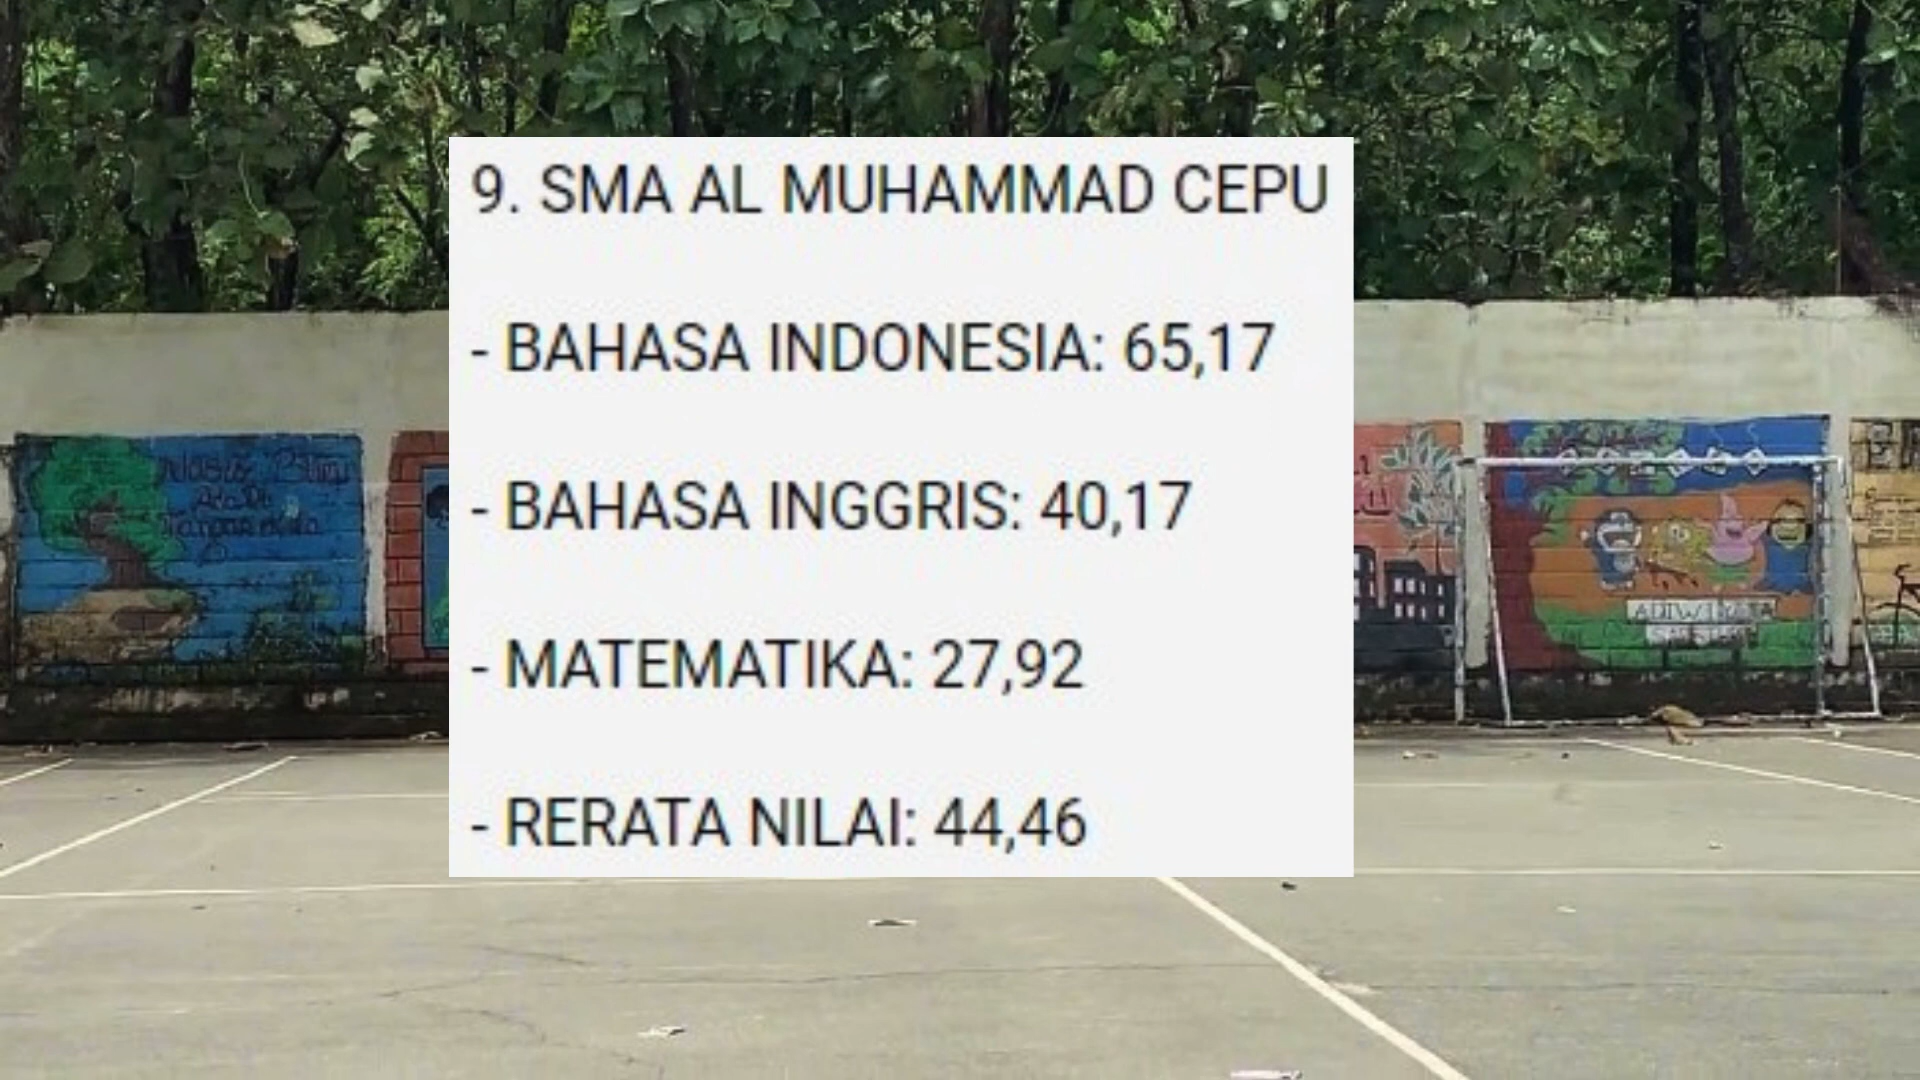 9. SMA AL MUHAMMAD CEPU
- BAHASA INDONESIA: 65,17
- BAHASA INGGRIS: 40,17
- MATEMATIKA: 27,92
- RERATA NILAI: 44,46
ADIWIYATA